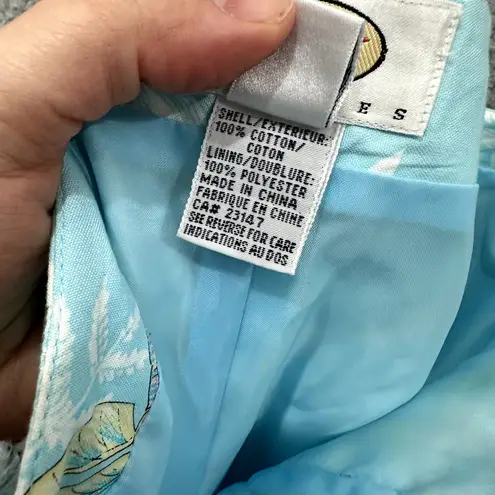 E S
SHELL/EXTERIEUR:
100% COTTON/
COTON
LINING/DOUBLURE:
100% POLYESTER
MADE IN CHINA
FABRIQUE EN CHINE
CA# 23147
SEE REVERSE FOR CARE
INDICATIONS AU DOS